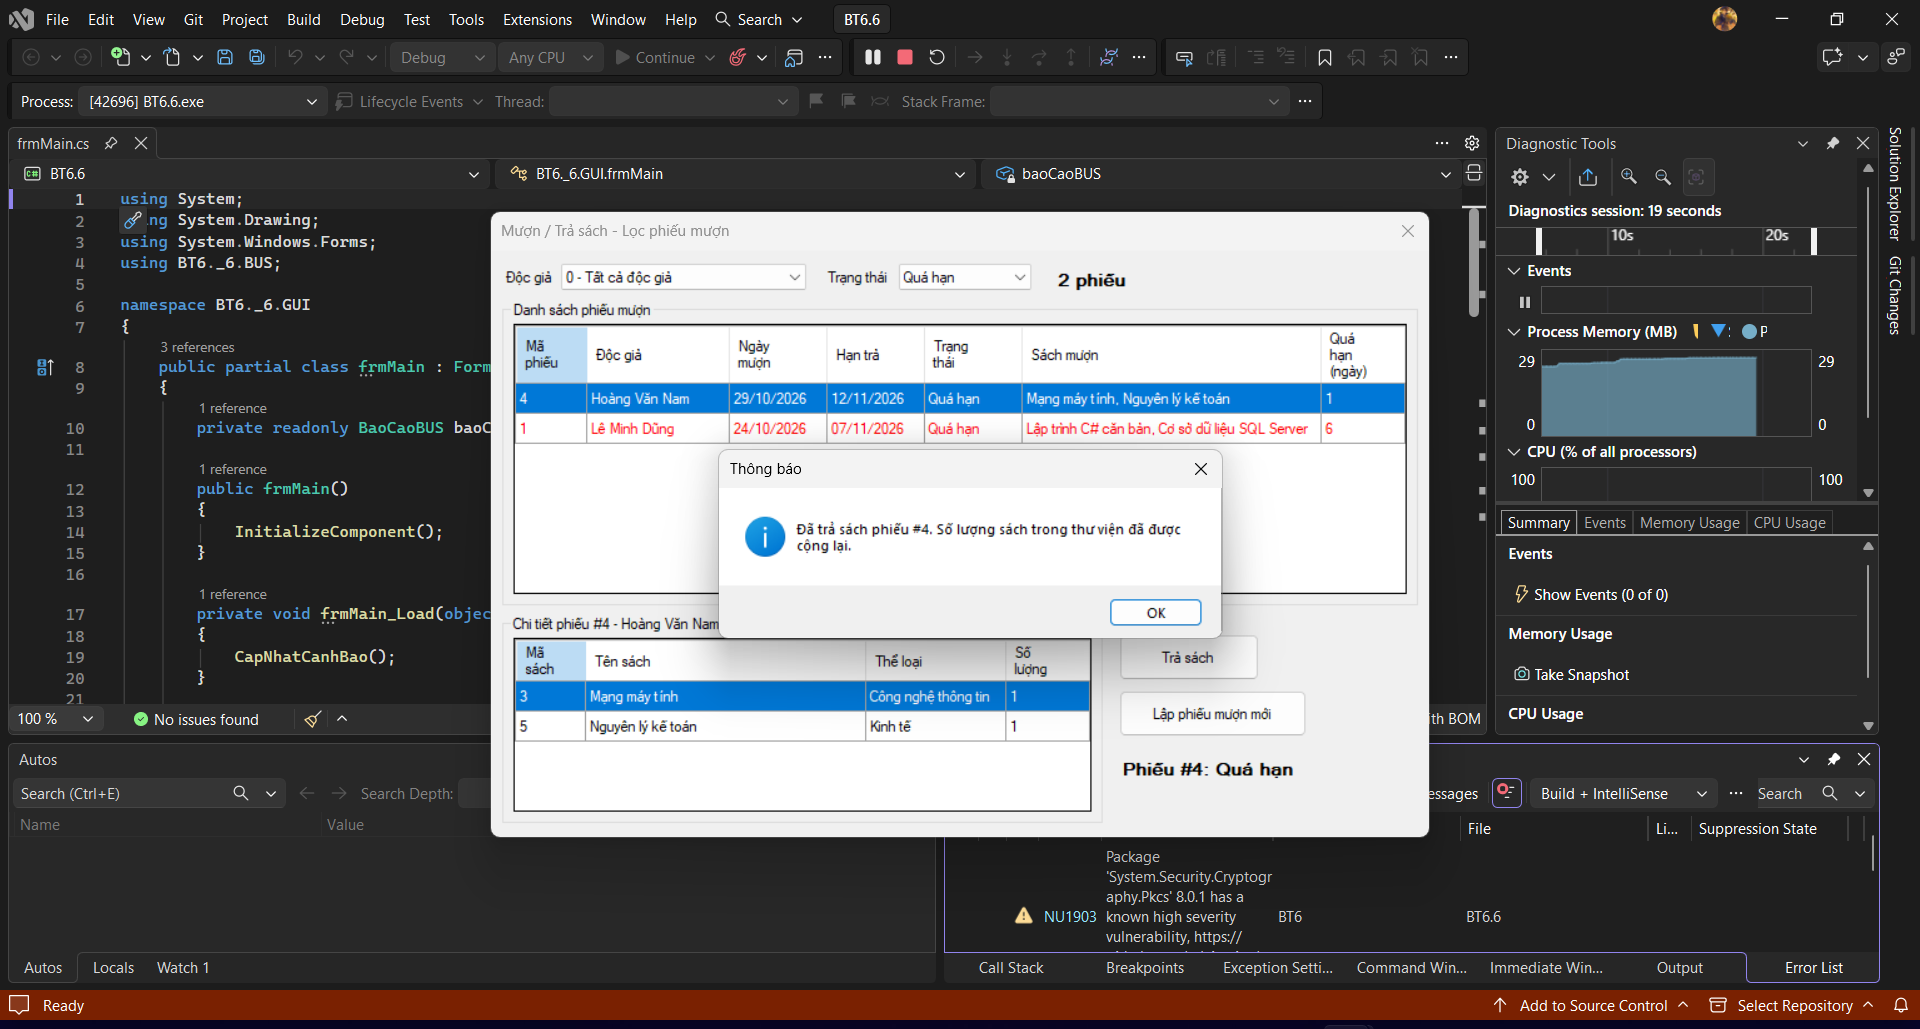 File Edit View Git Project Build Debug Test Tools Extensions Window Help Search BT6.6
Debug Any CPU Continue
Process: [42696] BT6.6.exe Lifecycle Events Thread: Stack Frame:
frmMain.cs
BT6.6 BT6._6.GUI.frmMain baoCaoBUS
1 using System;
2 ng System.Drawing;
3 using System.Windows.Forms;
4 using BT6._6.BUS;
5
6 namespace BT6._6.GUI
7 {
3 references
8 public partial class frmMain : Form
9 {
1 reference
10 private readonly BaoCaoBUS baoC
11
1 reference
12 public frmMain()
13 {
14 InitializeComponent();
15 }
16
1 reference
17 private void frmMain_Load(objec
18 {
19 CapNhatCanhBao();
20 }
21
100 % No issues found
ith BOM
Mượn / Trả sách - Lọc phiếu mượn
Độc giả 0 - Tất cả độc giả Trạng thái Quá hạn 2 phiếu
Danh sách phiếu mượn
Mã phiếu Độc giả Ngày mượn Hạn trả Trạng thái Sách mượn Quá hạn (ngày)
4 Hoàng Văn Nam 29/10/2026 12/11/2026 Quá hạn Mạng máy tính, Nguyên lý kế toán 1
1 Lê Minh Dũng 24/10/2026 07/11/2026 Quá hạn Lập trình C# căn bản, Cơ sở dữ liệu SQL Server 6
Thông báo
Đã trả sách phiếu #4. Số lượng sách trong thư viện đã được
cộng lại.
OK
Chi tiết phiếu #4 - Hoàng Văn Nam
Mã sách Tên sách Thể loại Số lượng
3 Mạng máy tính Công nghệ thông tin 1
5 Nguyên lý kế toán Kinh tế 1
Trả sách
Lập phiếu mượn mới
Phiếu #4: Quá hạn
Diagnostic Tools
Diagnostics session: 19 seconds
10s 20s
Events
Process Memory (MB) P
29 29
0 0
CPU (% of all processors)
100 100
Summary Events Memory Usage CPU Usage
Events
Show Events (0 of 0)
Memory Usage
Take Snapshot
CPU Usage
Solution Explorer
Git Changes
Autos
Search (Ctrl+E) Search Depth:
Name Value
Autos Locals Watch 1
essages Build + IntelliSense Search
File Li... Suppression State
Package
'System.Security.Cryptogr
aphy.Pkcs' 8.0.1 has a
NU1903 known high severity BT6 BT6.6
vulnerability, https://
Call Stack Breakpoints Exception Setti... Command Win... Immediate Win... Output Error List
Ready Add to Source Control Select Repository